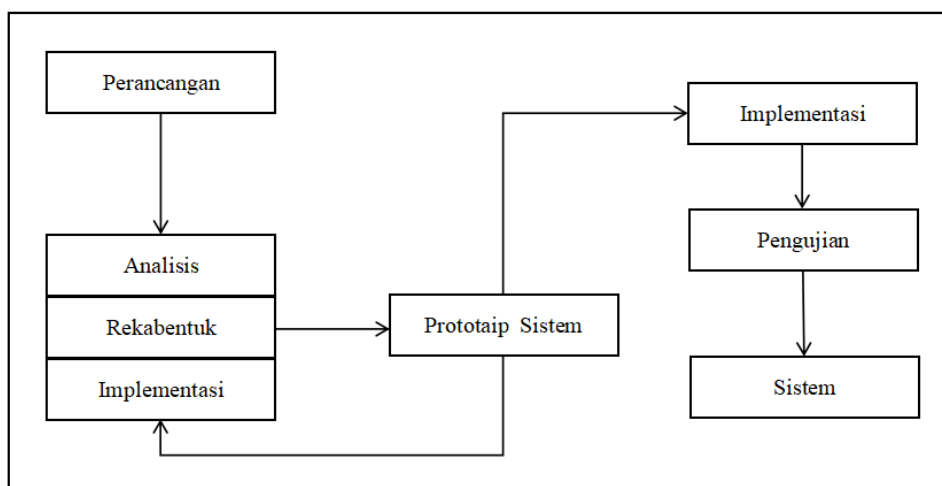 Perancangan
Analisis
Rekabentuk
Implementasi
Prototaip Sistem
Implementasi
Pengujian
Sistem